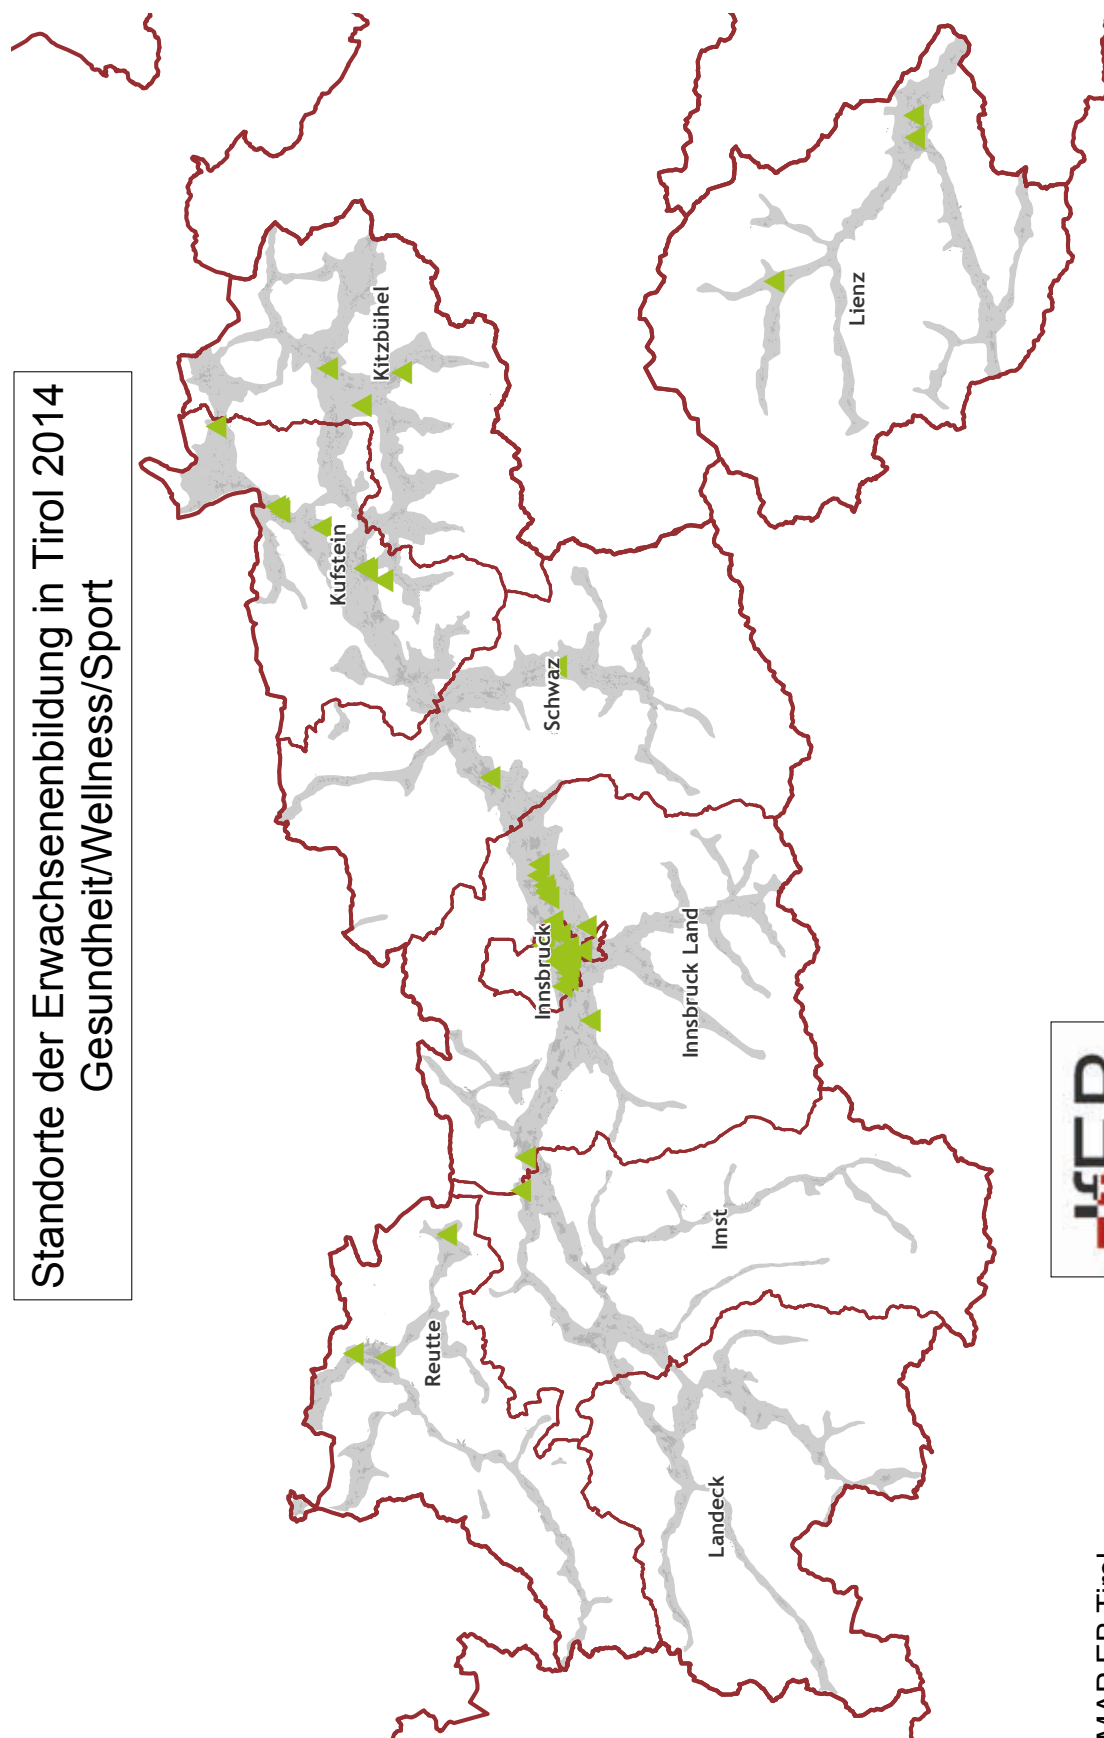 Standorte der Erwachsenenbildung in Tirol 2014
Gesundheit/Wellness/Sport
Reutte
Landeck
Imst
Innsbruck
Innsbruck Land
Schwaz
Kufstein
Kitzbühel
Lienz